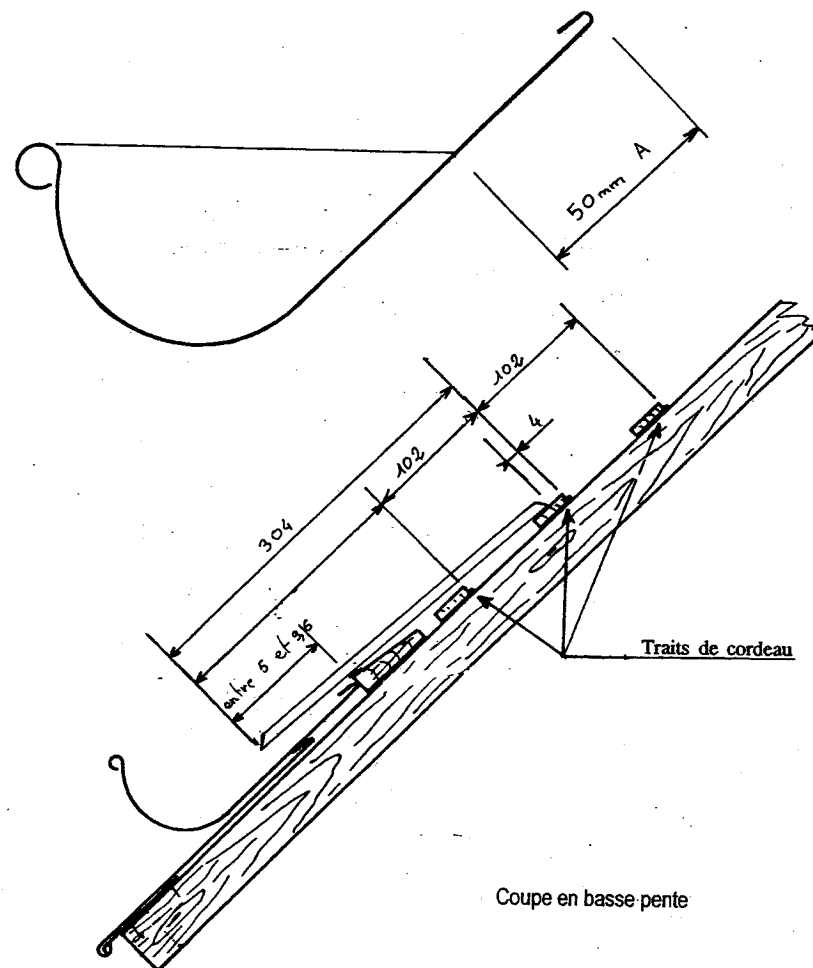 50mm A
102
4
102
304
entre 5 et 9/6
Traits de cordeau
Coupe en basse pente